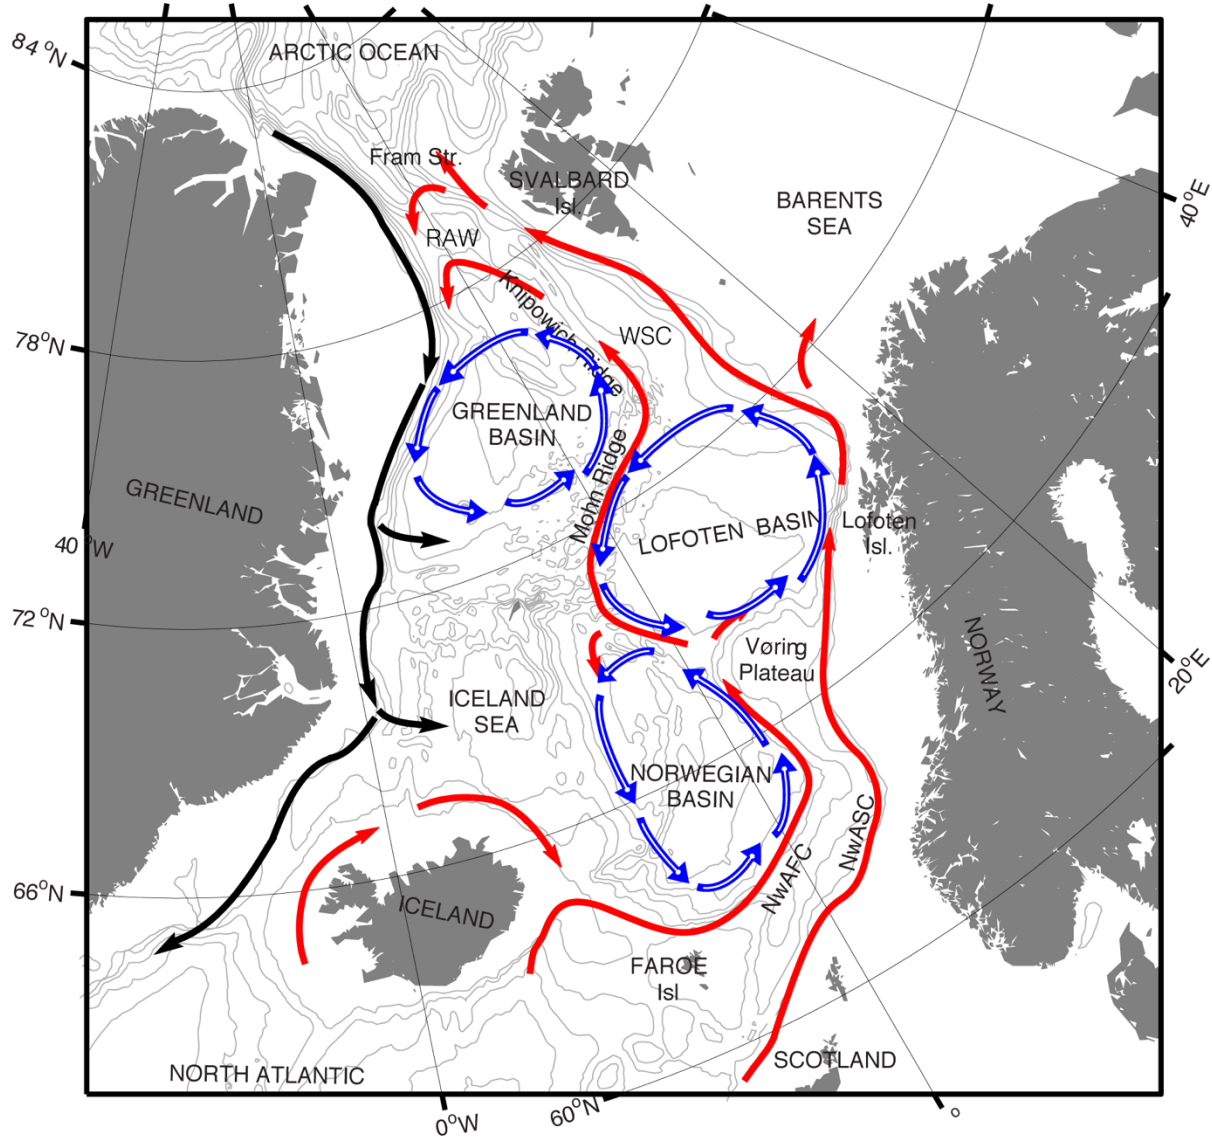 84 °N
ARCTIC OCEAN
Fram Str.
SVALBARD
Isl.
BARENTS
SEA
40°E
RAW
Knipowich Ridge
WSC
78°N
GREENLAND
BASIN
Mohn Ridge
GREENLAND
LOFOTEN BASIN
Lofoten
Isl.
40 °W
72°N
Vøring
Plateau
NORWAY
20°E
ICELAND
SEA
NORWEGIAN
BASIN
NwASC
NwAFC
66°N
ICELAND
FAROE
Isl
SCOTLAND
NORTH ATLANTIC
0°W
60°N
o